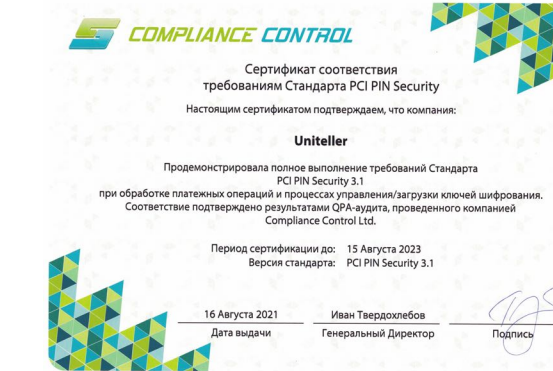 COMPLIANCE CONTROL
Сертификат соответствия
требованиям Стандарта PCI PIN Security
Настоящим сертификатом подтверждаем, что компания:
Uniteller
Продемонстрировала полное выполнение требований Стандарта
PCI PIN Security 3.1
при обработке платежных операций и процессах управления/загрузки ключей шифрования.
Соответствие подтверждено результатами QPA-аудита, проведенного компанией
Compliance Control Ltd.
Период сертификации до: 15 Августа 2023
Версия стандарта: PCI PIN Security 3.1
16 Августа 2021 Иван Твердохлебов
Дата выдачи Генеральный Директор Подпись